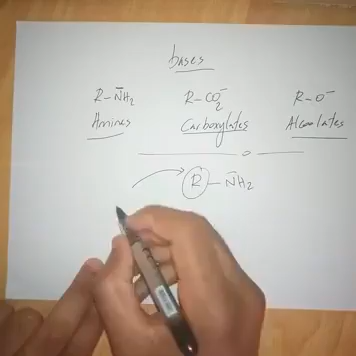 bases
R-N̄H₂ R-CO₂⁻ R-O⁻
Amines Carboxylates Alcoolates
R-N̄H₂